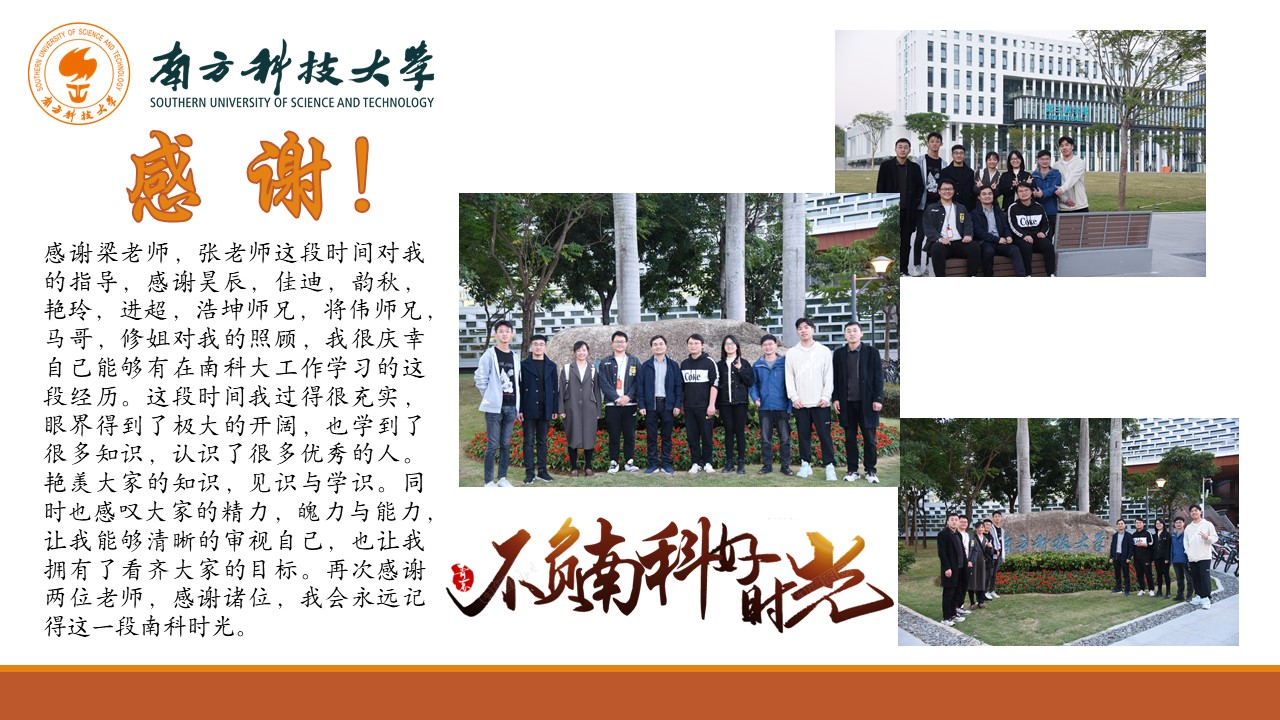 SOUTHERN UNIVERSITY OF SCIENCE AND TECHNOLOGY
南方科技大学
南方科技大学
SOUTHERN UNIVERSITY OF SCIENCE AND TECHNOLOGY
感 谢！
感谢梁老师，张老师这段时间对我
的指导，感谢昊辰，佳迪，韵秋，
艳玲，进超，浩坤师兄，将伟师兄，
马哥，修姐对我的照顾，我很庆幸
自己能够有在南科大工作学习的这
段经历。这段时间我过得很充实，
眼界得到了极大的开阔，也学到了
很多知识，认识了很多优秀的人。
艳羡大家的知识，见识与学识。同
时也感叹大家的精力，魄力与能力，
让我能够清晰的审视自己，也让我
拥有了看齐大家的目标。再次感谢
两位老师，感谢诸位，我会永远记
得这一段南科时光。
Coke
Coke
南方科技大学
不负南科好时光